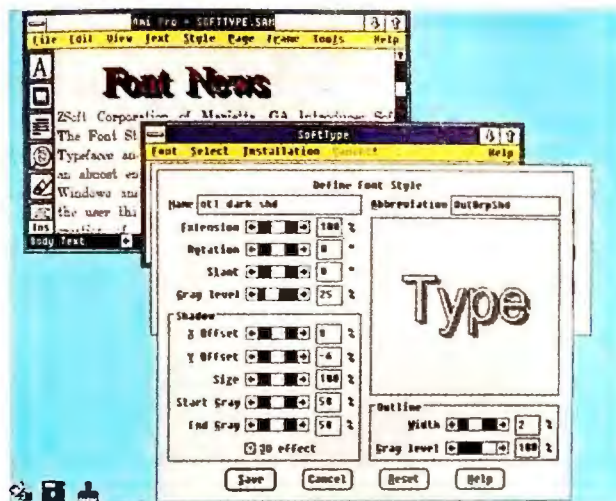 Ami Pro - SOFTTYPE.SAM
File Edit View Text Style Page Frame Tools Help
Font News
ZSoft Corporation of Marietta, GA Introduces Sof
The Font St
Typeface an
an almost en
Windows and
the user thi
Ins
Body Text
SoftType
Font Select Installation Help
Define Font Style
Name otl dark shd
Abbreviation OutDrpShd
Extension 100 %
Rotation 0 °
Slant 0 °
Gray level 25 %
Type
Shadow
X Offset %
Y Offset -6 %
Size 100 %
Start Gray 50 %
End Gray 50 %
3D effect
Outline
Width 2 %
Gray level 100 %
Save Cancel Reset Help